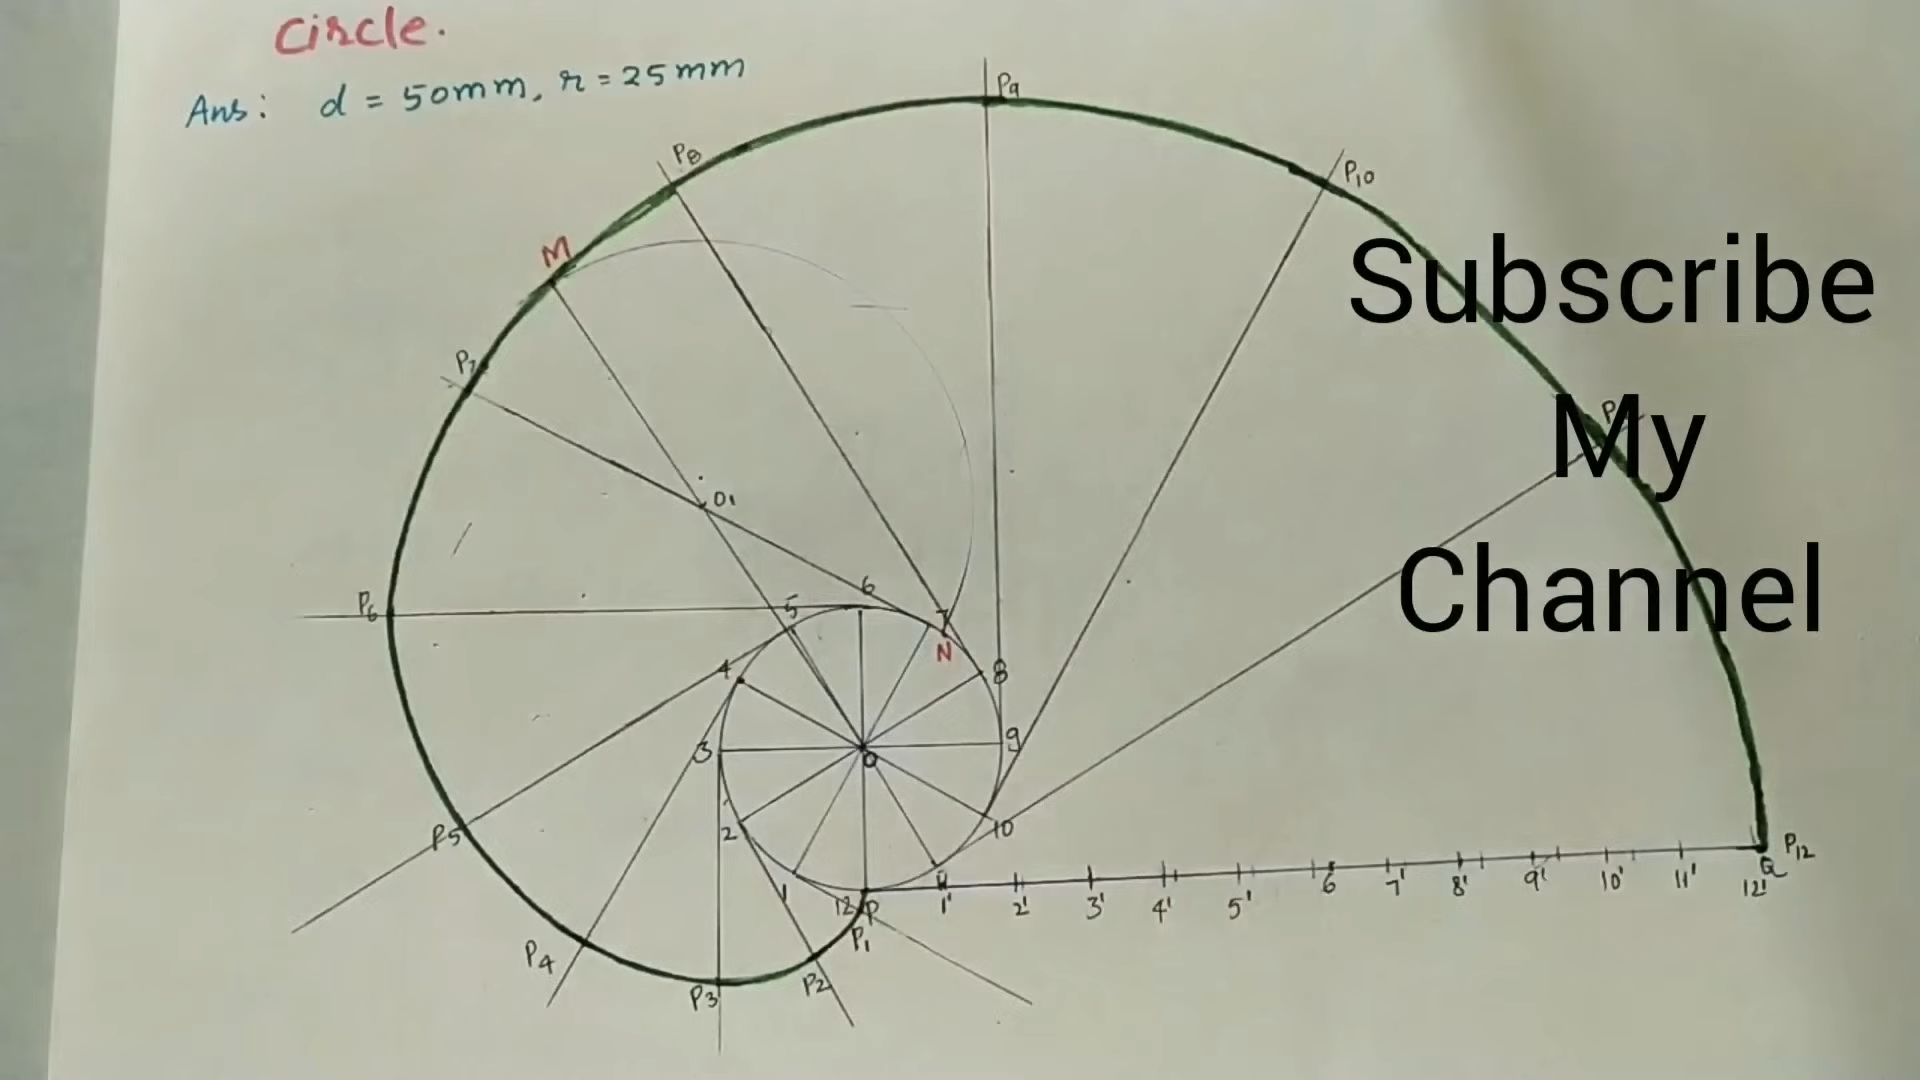 Circle.
Ans: d = 50mm, r = 25mm
P9
P8
P10
M
Subscribe
P7
My
O1
Channel
6
P6
5
7
N
4
8
3
9
O
2
10
P5
1
12 P
1' 2' 3' 4' 5' 6 7' 8' 9' 10' 11' 12'
Q P12
P1
P4
P2
P3